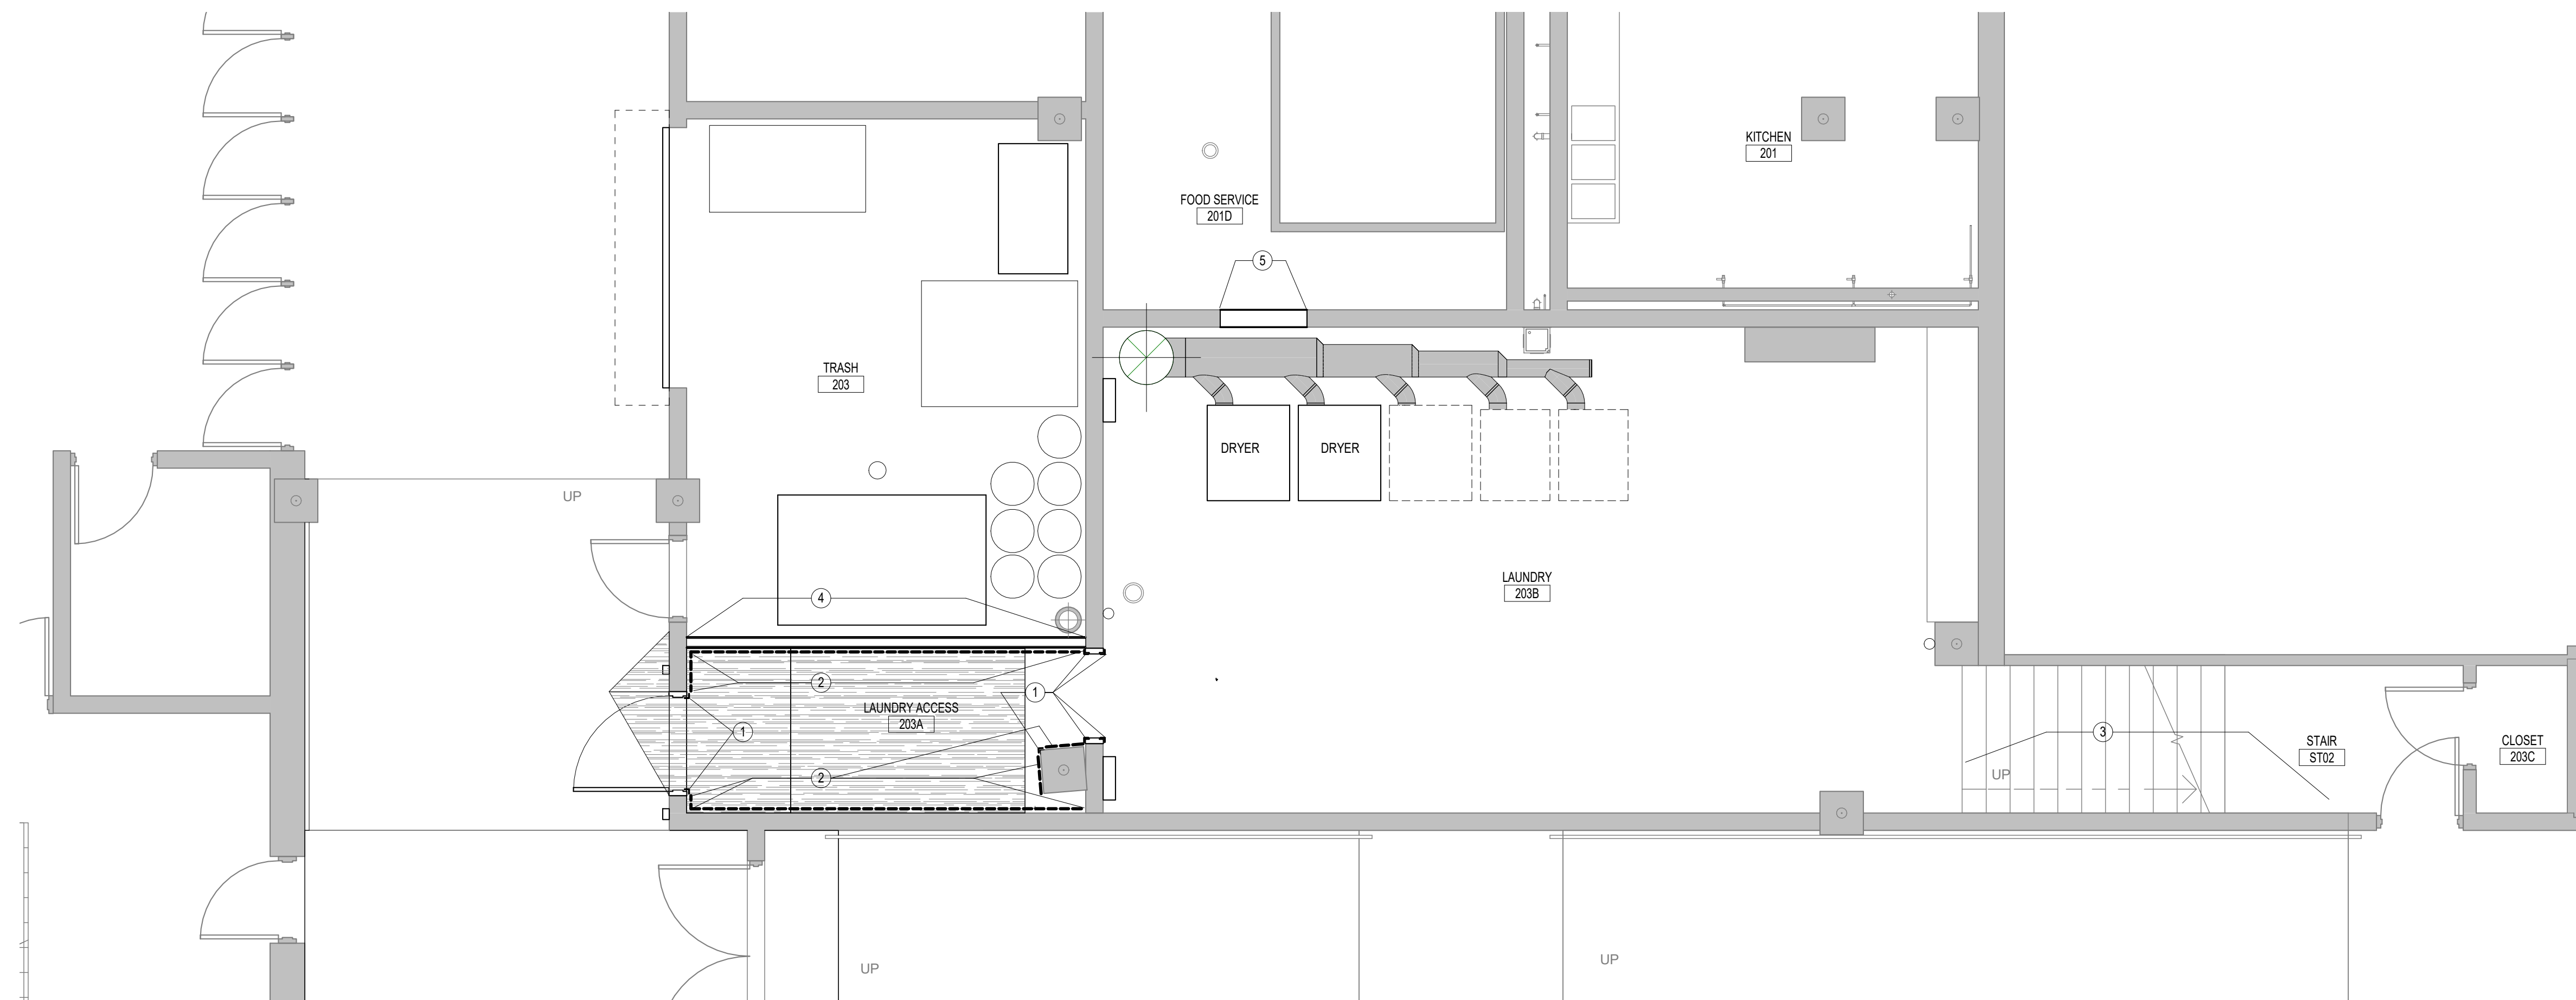 KITCHEN
201
FOOD SERVICE
201D
5
TRASH
203
DRYER
DRYER
UP
LAUNDRY
203B
4
2
1
LAUNDRY ACCESS
203A
1
3
STAIR
ST02
CLOSET
203C
2
UP
UP
UP